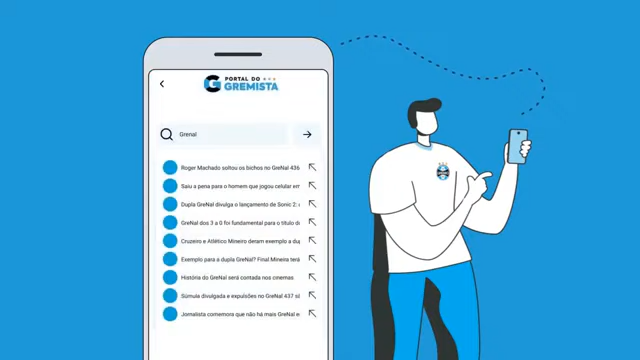 PORTAL DO
GREMISTA
Grenal
Roger Machado soltou os bichos no GreNal 436
Saiu a pena para o homem que jogou celular em
Dupla GreNal divulga o lançamento de Sonic 2:
GreNal dos 3 a 0 foi fundamental para o título d
Cruzeiro e Atlético Mineiro deram exemplo a dup
Exemplo para a dupla GreNal? Final Mineira terá
História do GreNal será contada nos cinemas
Súmula divulgada e expulsões no GreNal 437 sã
Jornalista comemora que não há mais GreNal e